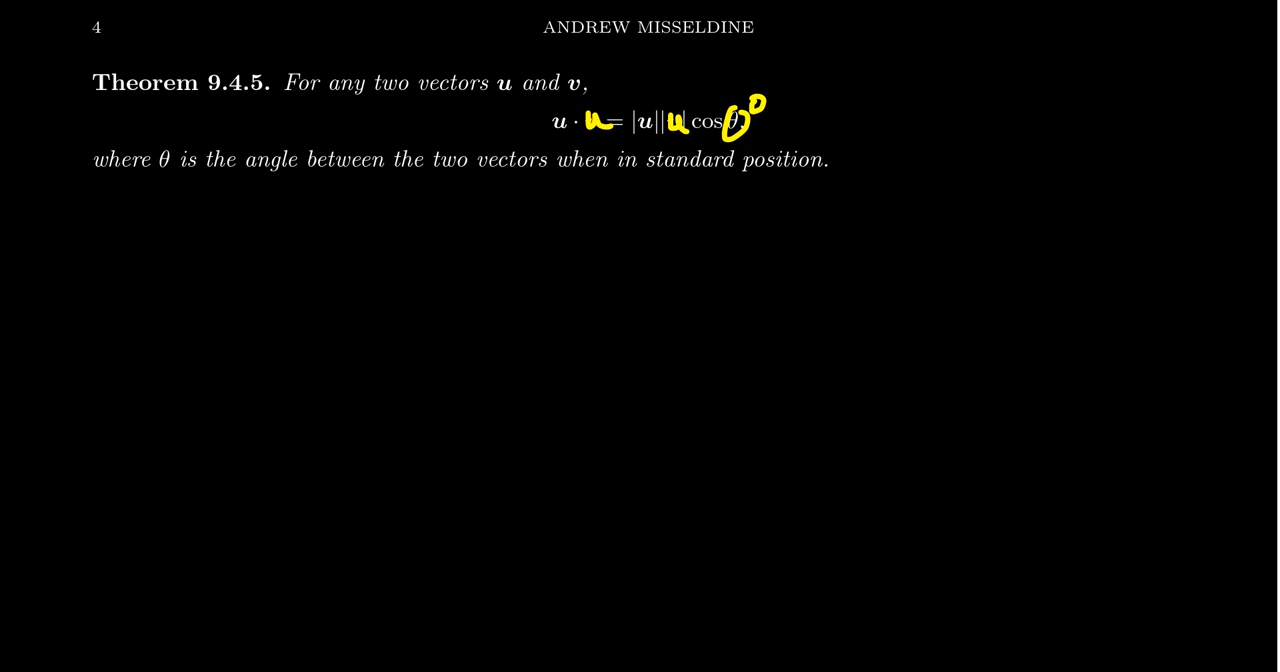 4 ANDREW MISSELDINE
Theorem 9.4.5. For any two vectors u and v,
u · u = |u||u| cos θ, 0
where θ is the angle between the two vectors when in standard position.